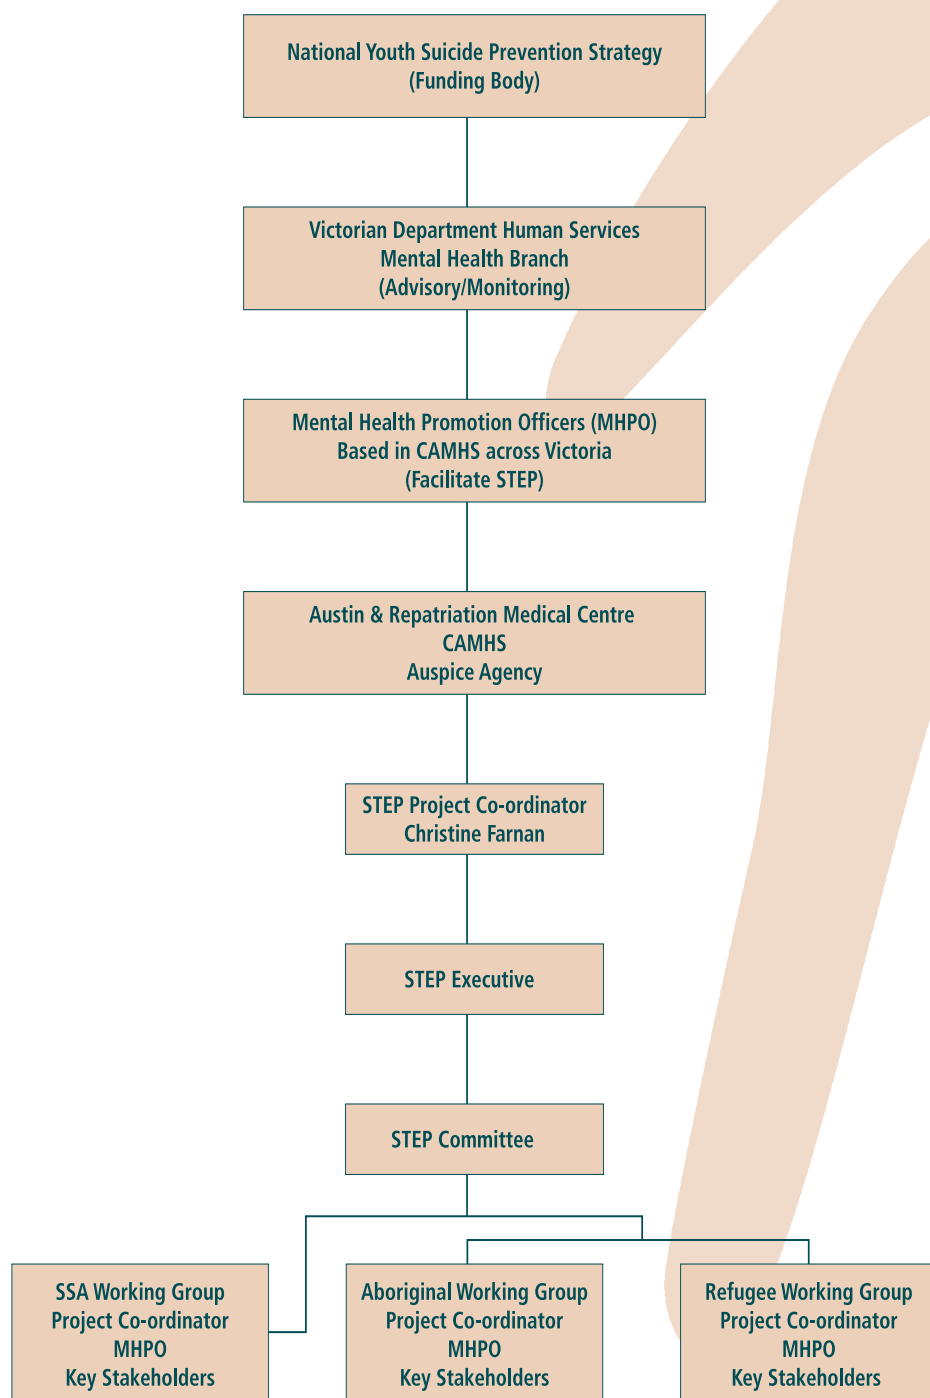 National Youth Suicide Prevention Strategy
(Funding Body)
Victorian Department Human Services
Mental Health Branch
(Advisory/Monitoring)
Mental Health Promotion Officers (MHPO)
Based in CAMHS across Victoria
(Facilitate STEP)
Austin & Repatriation Medical Centre
CAMHS
Auspice Agency
STEP Project Co-ordinator
Christine Farnan
STEP Executive
STEP Committee
SSA Working Group
Project Co-ordinator
MHPO
Key Stakeholders
Aboriginal Working Group
Project Co-ordinator
MHPO
Key Stakeholders
Refugee Working Group
Project Co-ordinator
MHPO
Key Stakeholders